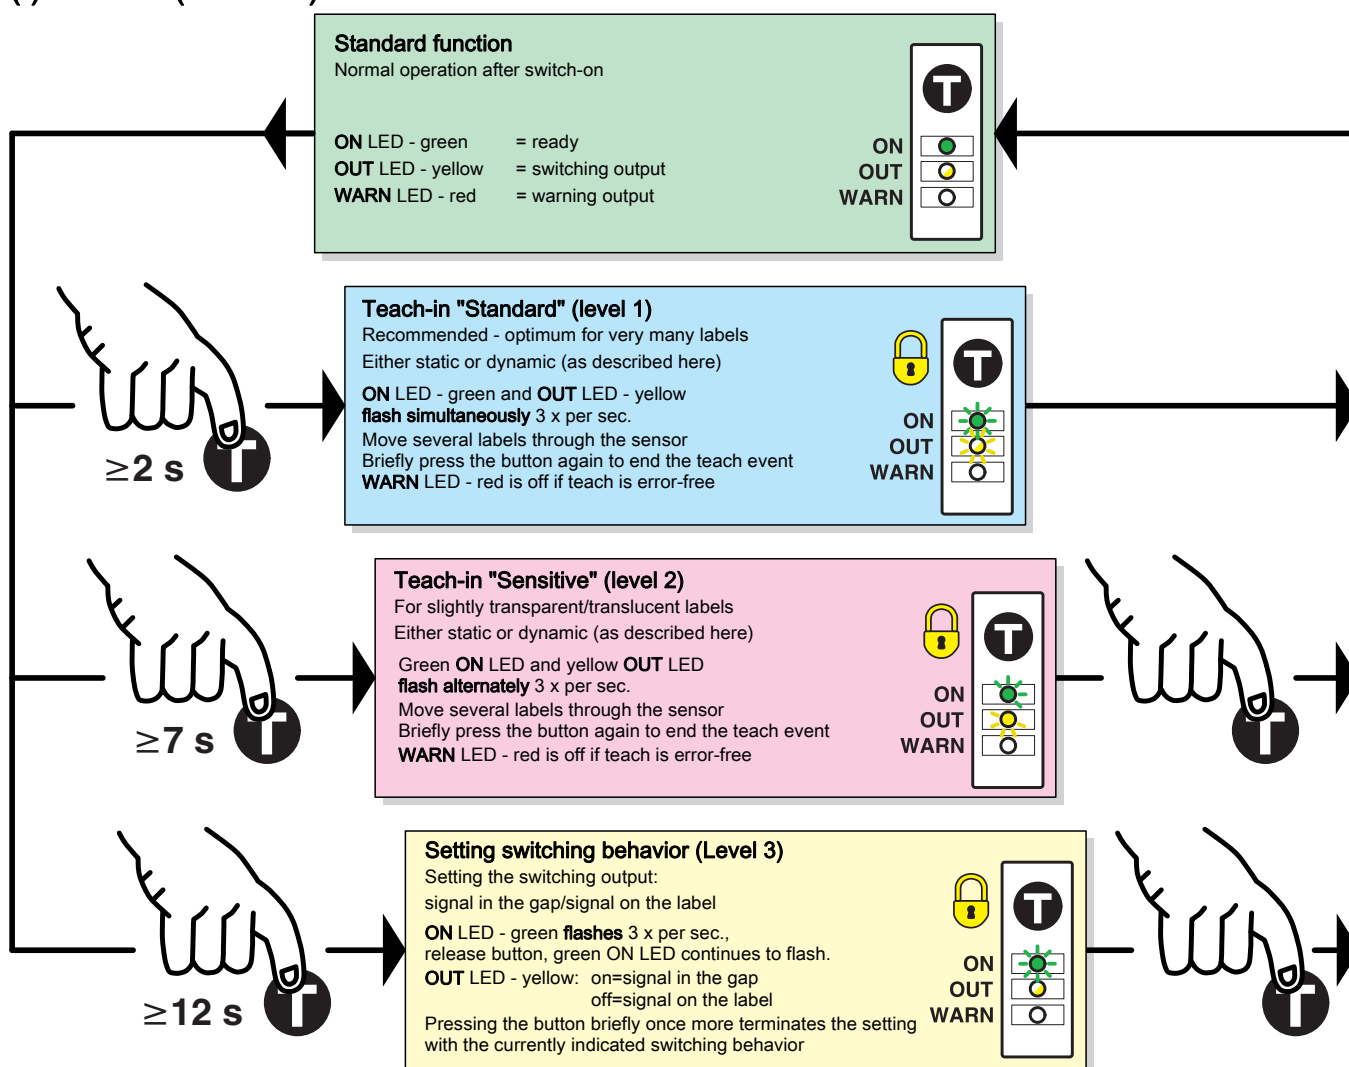 Standard function
Normal operation after switch-on
ON LED - green = ready
OUT LED - yellow = switching output
WARN LED - red = warning output
T
ON
OUT
WARN
Teach-in "Standard" (level 1)
Recommended - optimum for very many labels
Either static or dynamic (as described here)
ON LED - green and OUT LED - yellow
flash simultaneously 3 x per sec.
Move several labels through the sensor
Briefly press the button again to end the teach event
WARN LED - red is off if teach is error-free
T
ON
OUT
WARN
≥2 s
T
Teach-in "Sensitive" (level 2)
For slightly transparent/translucent labels
Either static or dynamic (as described here)
Green ON LED and yellow OUT LED
flash alternately 3 x per sec.
Move several labels through the sensor
Briefly press the button again to end the teach event
WARN LED - red is off if teach is error-free
T
ON
OUT
WARN
≥7 s
T
T
Setting switching behavior (Level 3)
Setting the switching output:
signal in the gap/signal on the label
ON LED - green flashes 3 x per sec.,
release button, green ON LED continues to flash.
OUT LED - yellow: on=signal in the gap
off=signal on the label
Pressing the button briefly once more terminates the setting
with the currently indicated switching behavior
T
ON
OUT
WARN
≥12 s
T
T